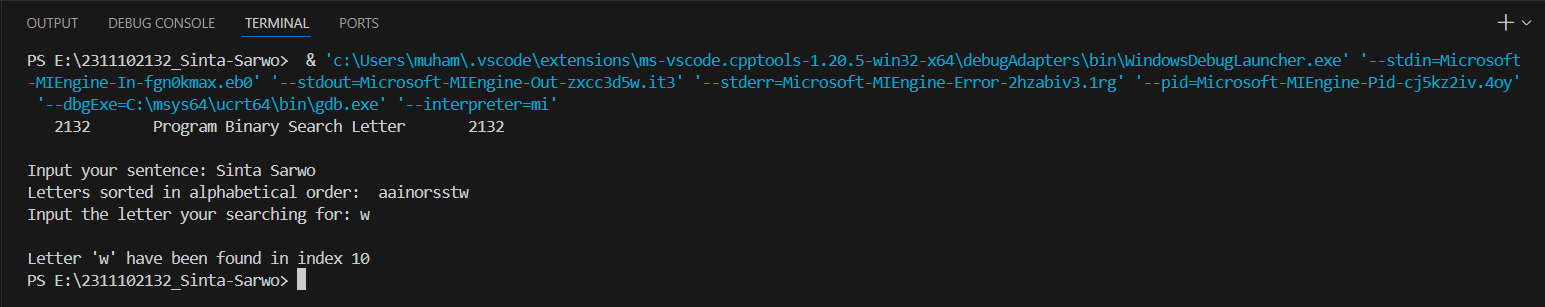 OUTPUT DEBUG CONSOLE TERMINAL PORTS
PS E:\2311102132_Sinta-Sarwo>  & 'c:\Users\muham\.vscode\extensions\ms-vscode.cpptools-1.20.5-win32-x64\debugAdapters\bin\WindowsDebugLauncher.exe' '--stdin=Microsoft
-MIEngine-In-fgn0kmax.eb0' '--stdout=Microsoft-MIEngine-Out-zxcc3d5w.it3' '--stderr=Microsoft-MIEngine-Error-2hzabiv3.1rg' '--pid=Microsoft-MIEngine-Pid-cj5kz2iv.4oy'
'--dbgExe=C:\msys64\ucrt64\bin\gdb.exe' '--interpreter=mi'
2132       Program Binary Search Letter       2132
Input your sentence: Sinta Sarwo
Letters sorted in alphabetical order:  aainorsstw
Input the letter your searching for: w
Letter 'w' have been found in index 10
PS E:\2311102132_Sinta-Sarwo>